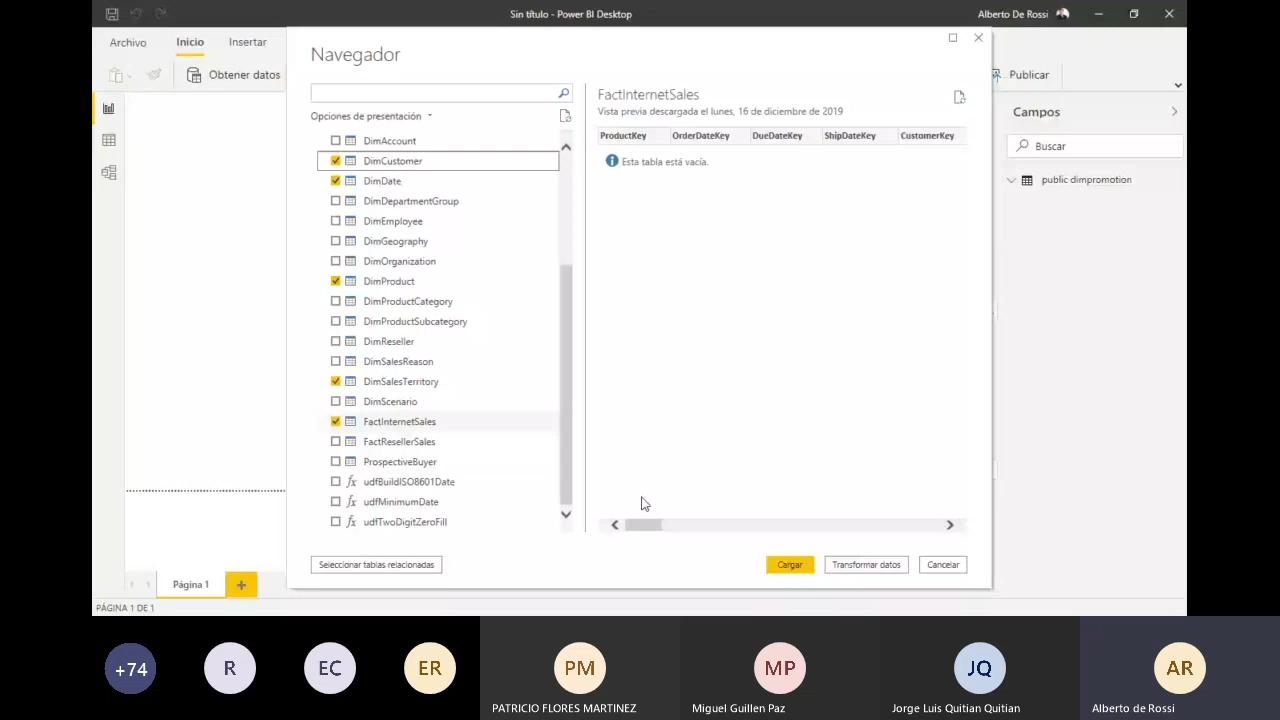 Sin título - Power BI Desktop
Alberto De Rossi
Archivo
Inicio
Insertar
Obtener datos
Publicar
Navegador
Opciones de presentación
DimAccount
DimCustomer
DimDate
DimDepartmentGroup
DimEmployee
DimGeography
DimOrganization
DimProduct
DimProductCategory
DimProductSubcategory
DimReseller
DimSalesReason
DimSalesTerritory
DimScenario
FactInternetSales
FactResellerSales
ProspectiveBuyer
udfBuildISO8601Date
udfMinimumDate
udfTwoDigitZeroFill
FactInternetSales
Vista previa descargada el lunes, 16 de diciembre de 2019
ProductKey OrderDateKey DueDateKey ShipDateKey CustomerKey
Esta tabla está vacía.
Seleccionar tablas relacionadas
Cargar
Transformar datos
Cancelar
Campos
Buscar
public dimpromotion
Página 1
PÁGINA 1 DE 1
+74
R
EC
ER
PM
PATRICIO FLORES MARTINEZ
MP
Miguel Guillen Paz
JQ
Jorge Luis Quitian Quitian
AR
Alberto de Rossi